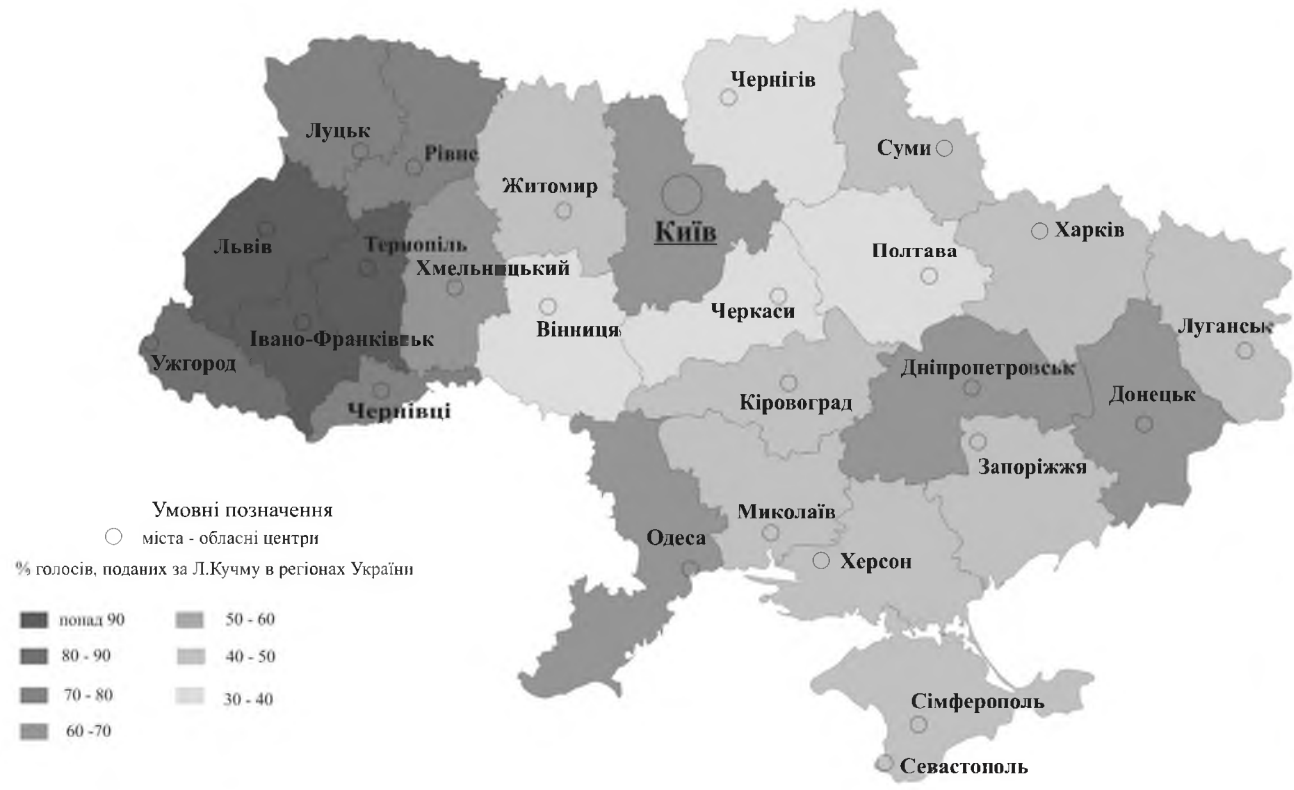 Чернігів
Луцьк
Рівне
Суми
Житомир
Київ
Львів
Тернопіль
Хмельницький
Полтава
Харків
Черкаси
Вінниця
Івано-Франківськ
Ужгород
Луганськ
Дніпропетровськ
Донецьк
Кіровоград
Чернівці
Запоріжжя
Миколаїв
Одеса
Херсон
Сімферополь
Севастополь
Умовні позначення
міста - обласні центри
% голосів, поданих за Л.Кучму в регіонах України
понад 90
80 - 90
70 - 80
60 -70
50 - 60
40 - 50
30 - 40